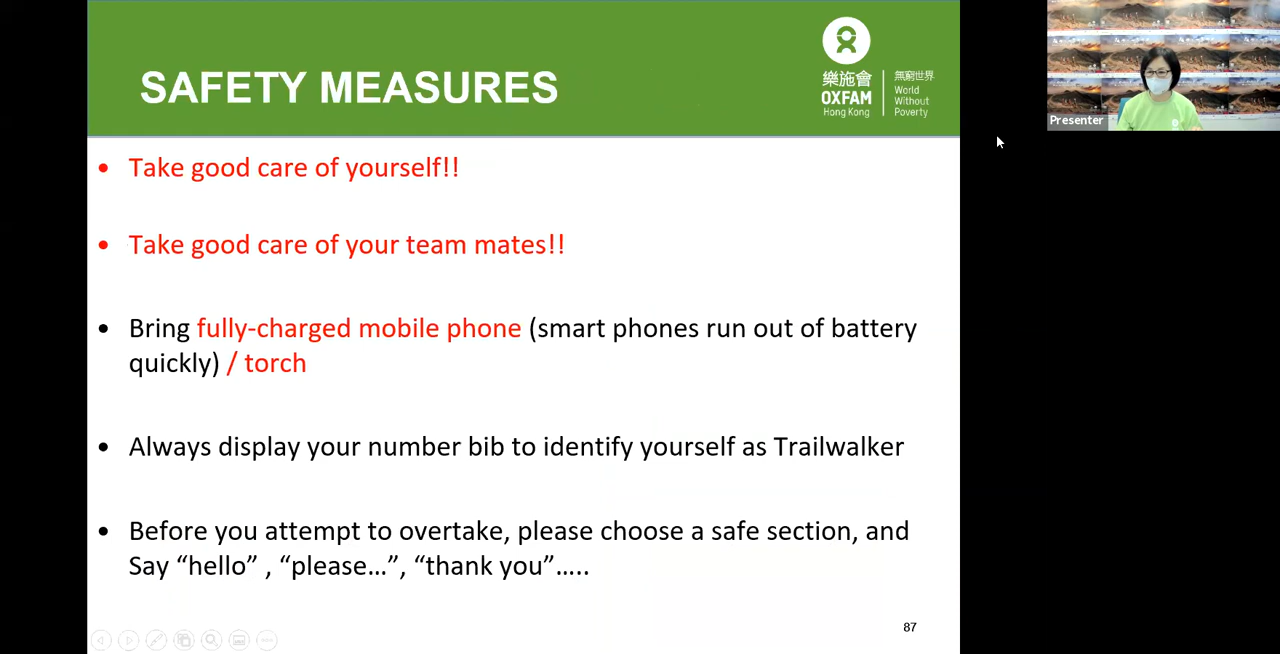 SAFETY MEASURES
樂施會
OXFAM
Hong Kong
無窮世界
World
Without
Poverty
Presenter
• Take good care of yourself!!
• Take good care of your team mates!!
• Bring fully-charged mobile phone (smart phones run out of battery
quickly) / torch
• Always display your number bib to identify yourself as Trailwalker
• Before you attempt to overtake, please choose a safe section, and
Say “hello” , “please...”, “thank you”…..
87